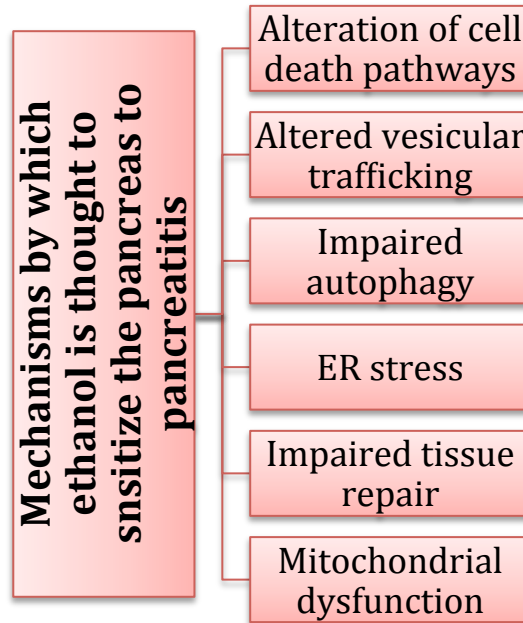 Mechanisms by which
ethanol is thought to
snsitize the pancreas to
pancreatitis
Alteration of cell
death pathways
Altered vesicular
trafficking
Impaired
autophagy
ER stress
Impaired tissue
repair
Mitochondrial
dysfunction